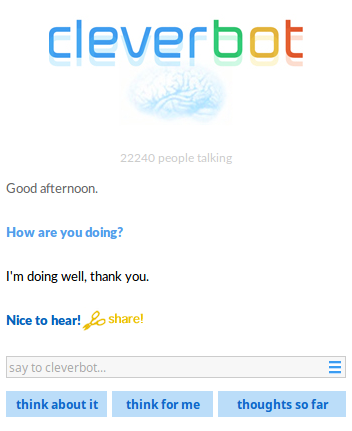 cleverbot
22240 people talking
Good afternoon.
How are you doing?
I'm doing well, thank you.
Nice to hear! share!
say to cleverbot...
think about it think for me thoughts so far